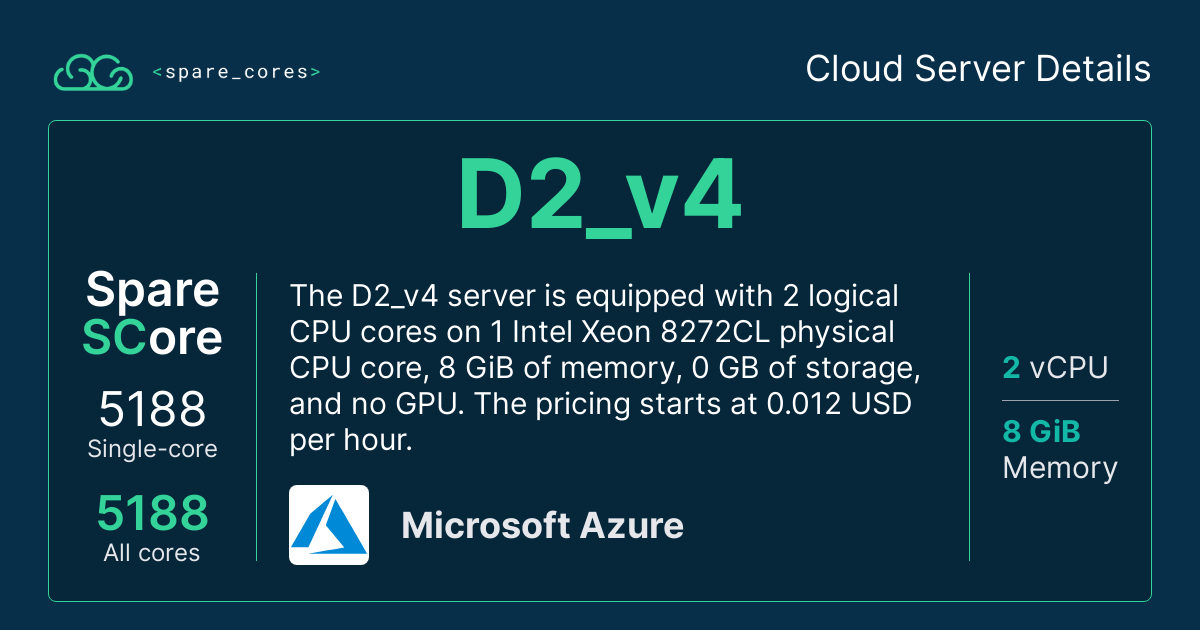 <spare_cores>
Cloud Server Details
D2_v4
Spare
SCore
5188
Single-core
5188
All cores
The D2_v4 server is equipped with 2 logical
CPU cores on 1 Intel Xeon 8272CL physical
CPU core, 8 GiB of memory, 0 GB of storage,
and no GPU. The pricing starts at 0.012 USD
per hour.
Microsoft Azure
2 vCPU
8 GiB
Memory